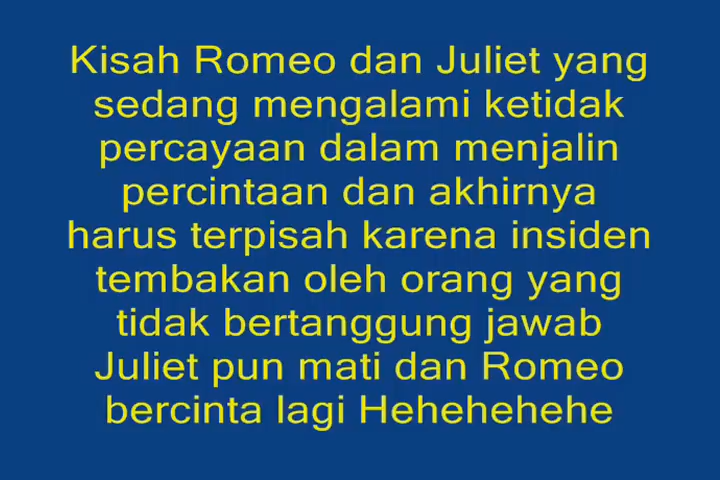 Kisah Romeo dan Juliet yang
sedang mengalami ketidak
percayaan dalam menjalin
percintaan dan akhirnya
harus terpisah karena insiden
tembakan oleh orang yang
tidak bertanggung jawab
Juliet pun mati dan Romeo
bercinta lagi Hehehehehe